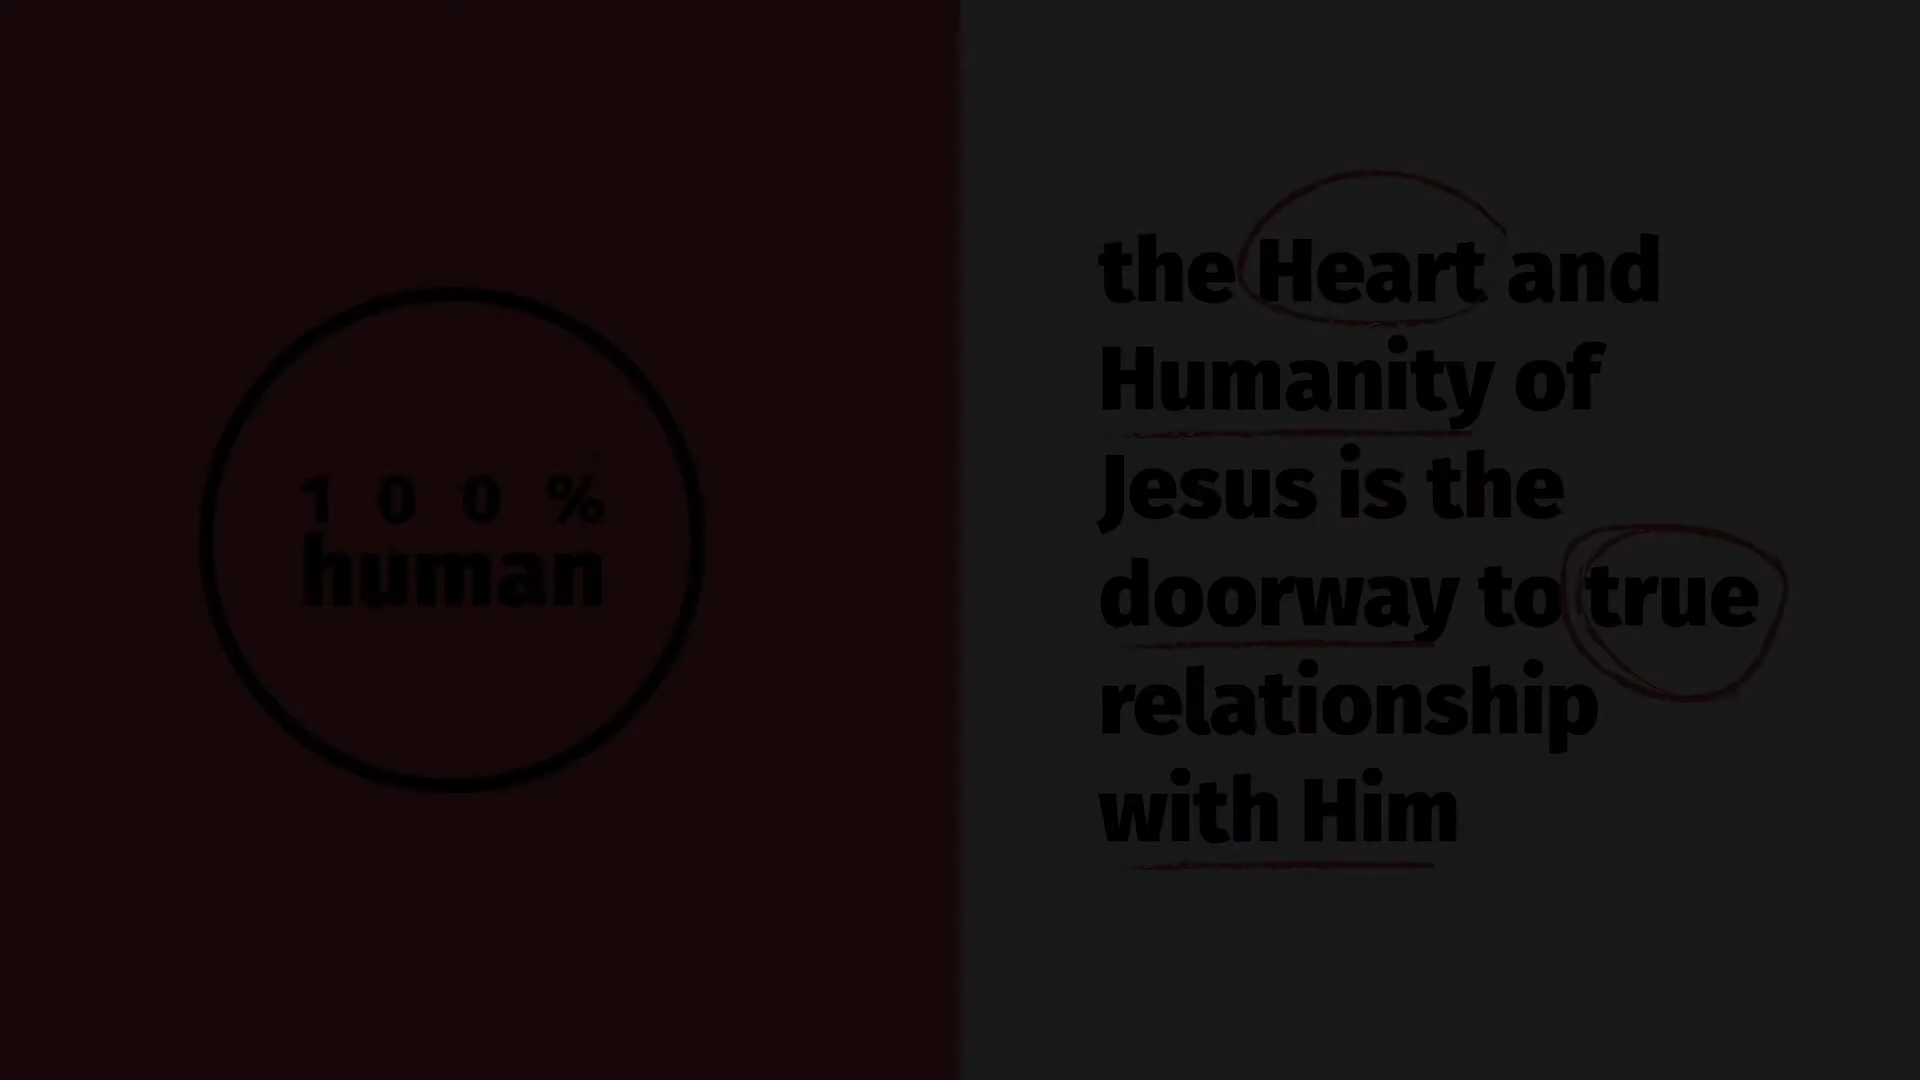 1 0 0 %
human
the Heart and
Humanity of
Jesus is the
doorway to true
relationship
with Him